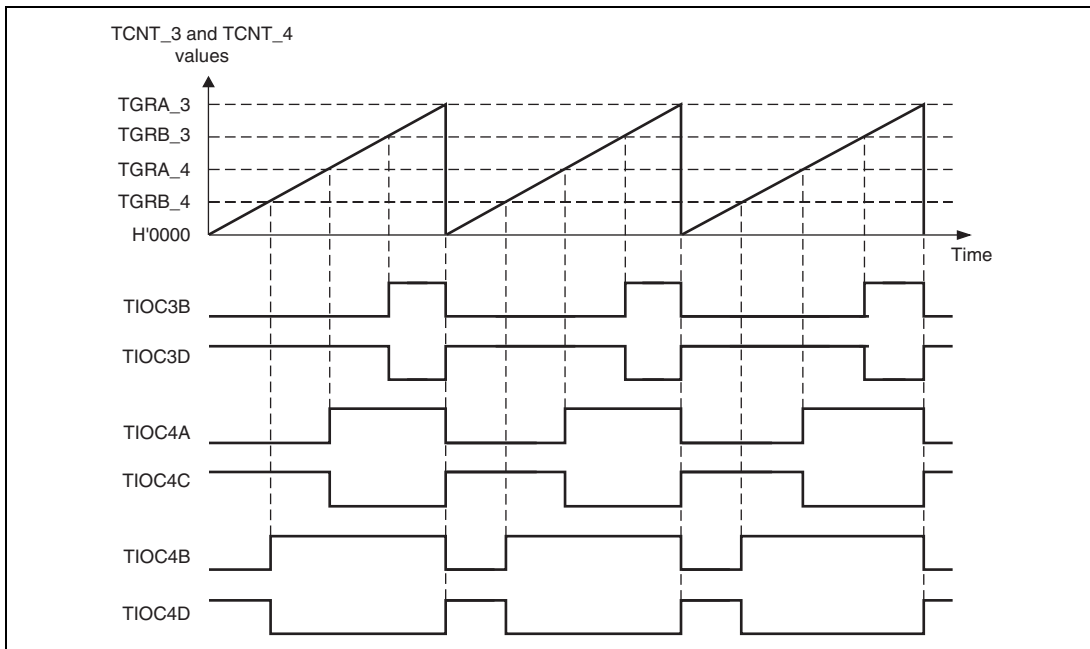 TCNT_3 and TCNT_4
values
TGRA_3
TGRB_3
TGRA_4
TGRB_4
H'0000
Time
TIOC3B
TIOC3D
TIOC4A
TIOC4C
TIOC4B
TIOC4D